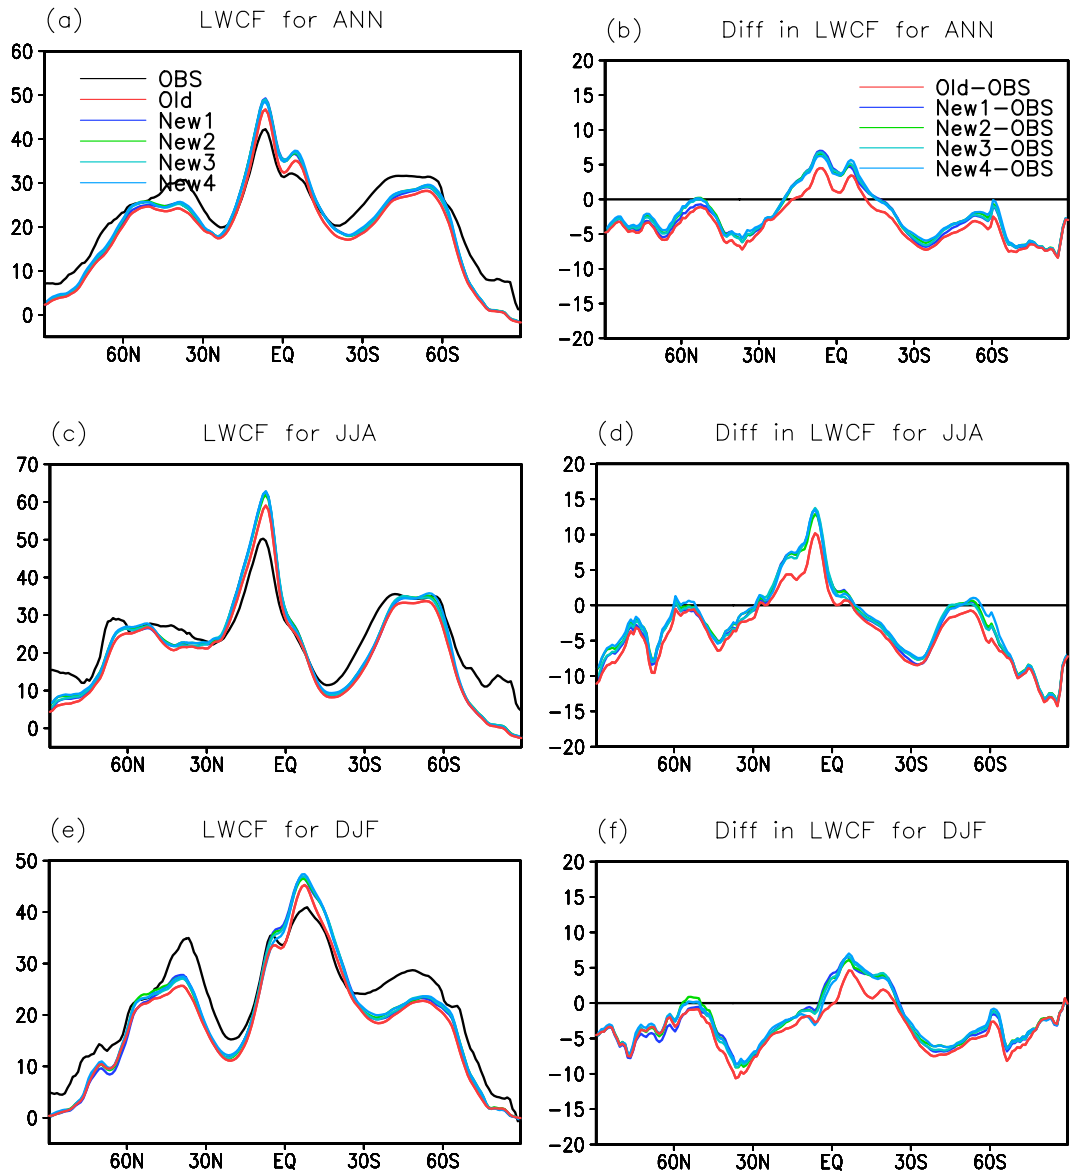 (a) LWCF for ANN
60
50
40
30
20
10
0
OBS
Old
New1
New2
New3
New4
60N 30N EQ 30S 60S
(b) Diff in LWCF for ANN
20
15
10
5
0
−5
−10
−15
−20
Old−OBS
New1−OBS
New2−OBS
New3−OBS
New4−OBS
60N 30N EQ 30S 60S
(c) LWCF for JJA
70
60
50
40
30
20
10
0
60N 30N EQ 30S 60S
(d) Diff in LWCF for JJA
20
15
10
5
0
−5
−10
−15
−20
60N 30N EQ 30S 60S
(e) LWCF for DJF
50
40
30
20
10
0
60N 30N EQ 30S 60S
(f) Diff in LWCF for DJF
20
15
10
5
0
−5
−10
−15
−20
60N 30N EQ 30S 60S